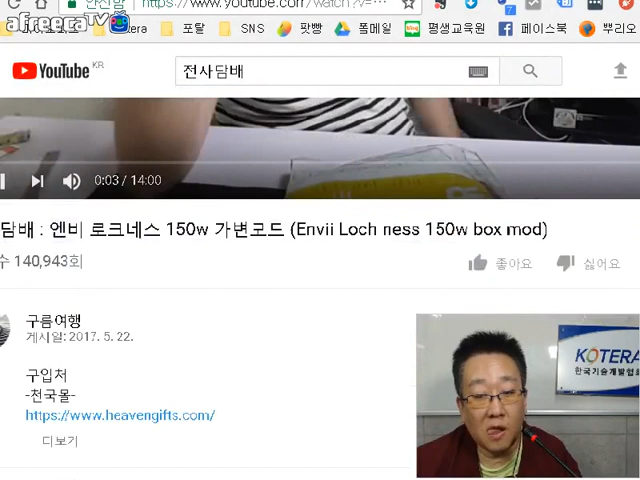 안전함 https://www.youtube.com/watch?v=
afreecaTV
포탈 SNS 팟빵 폼메일 평생교육원 페이스북 뿌리오
YouTube KR
전사담배
0:03 / 14:00
담배 : 엔비 로크네스 150w 가변모드 (Envii Loch ness 150w box mod)
수 140,943회
좋아요 싫어요
구름여행
게시일: 2017. 5. 22.
구입처
-천국몰-
https://www.heavengifts.com/
더보기
KOTERA
한국기술개발협회